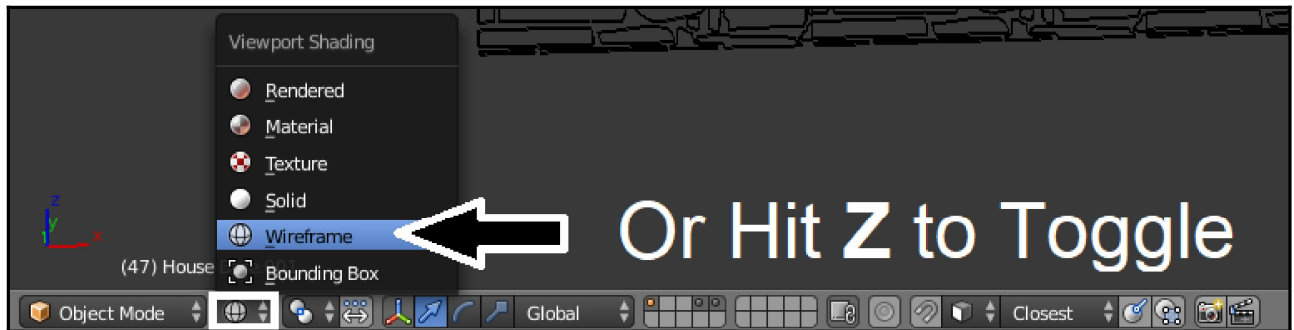 Viewport Shading
Rendered
Material
Texture
Solid
Wireframe
Or Hit Z to Toggle
Bounding Box
z
y
x
(47) House
.001
Object Mode
Global
Closest